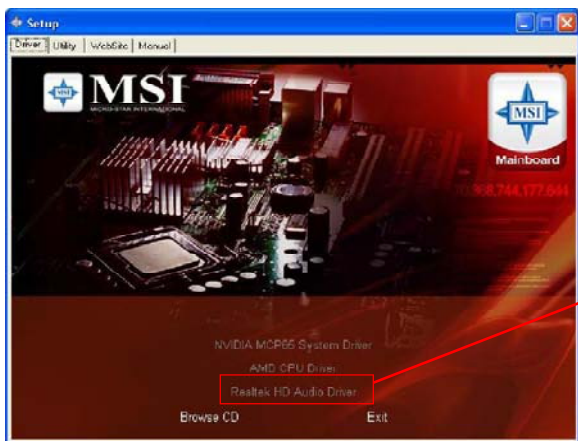 Setup
Driver Utility WebSite Manual
MSI
MICRO-STAR INTERNATIONAL
MSI
Mainboard
NVIDIA MCP65 System Driver
AMD CPU Driver
Realtek HD Audio Driver
Browse CD Exit